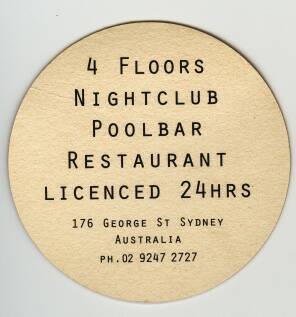 4 Floors
Nightclub
Poolbar
Restaurant
licenced 24hrs
176 George St Sydney
Australia
ph.02 9247 2727